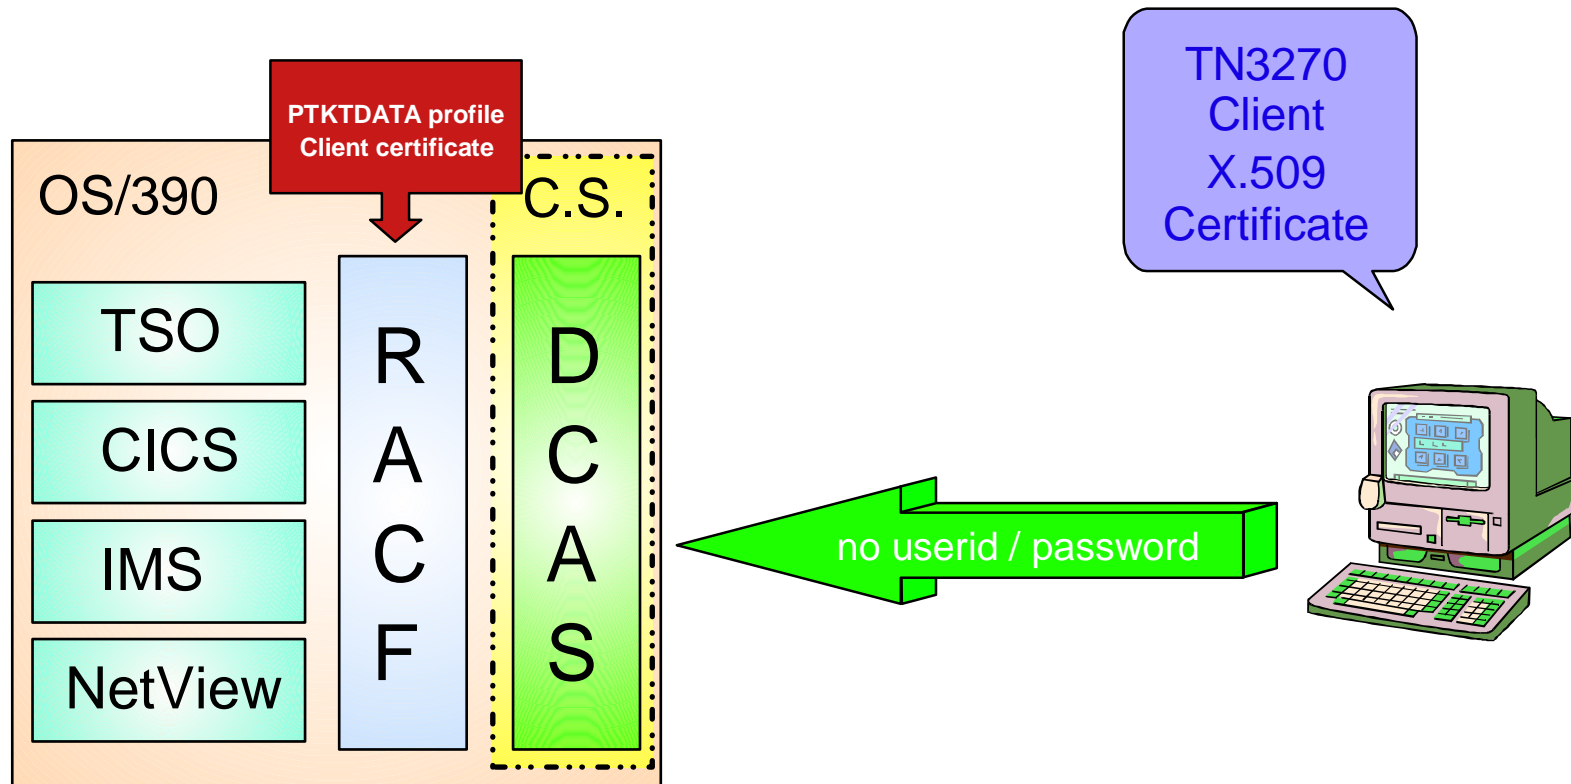 PTKTDATA profile
Client certificate
OS/390
C.S.
TSO
CICS
IMS
NetView
R
A
C
F
D
C
A
S
no userid / password
TN3270
Client
X.509
Certificate